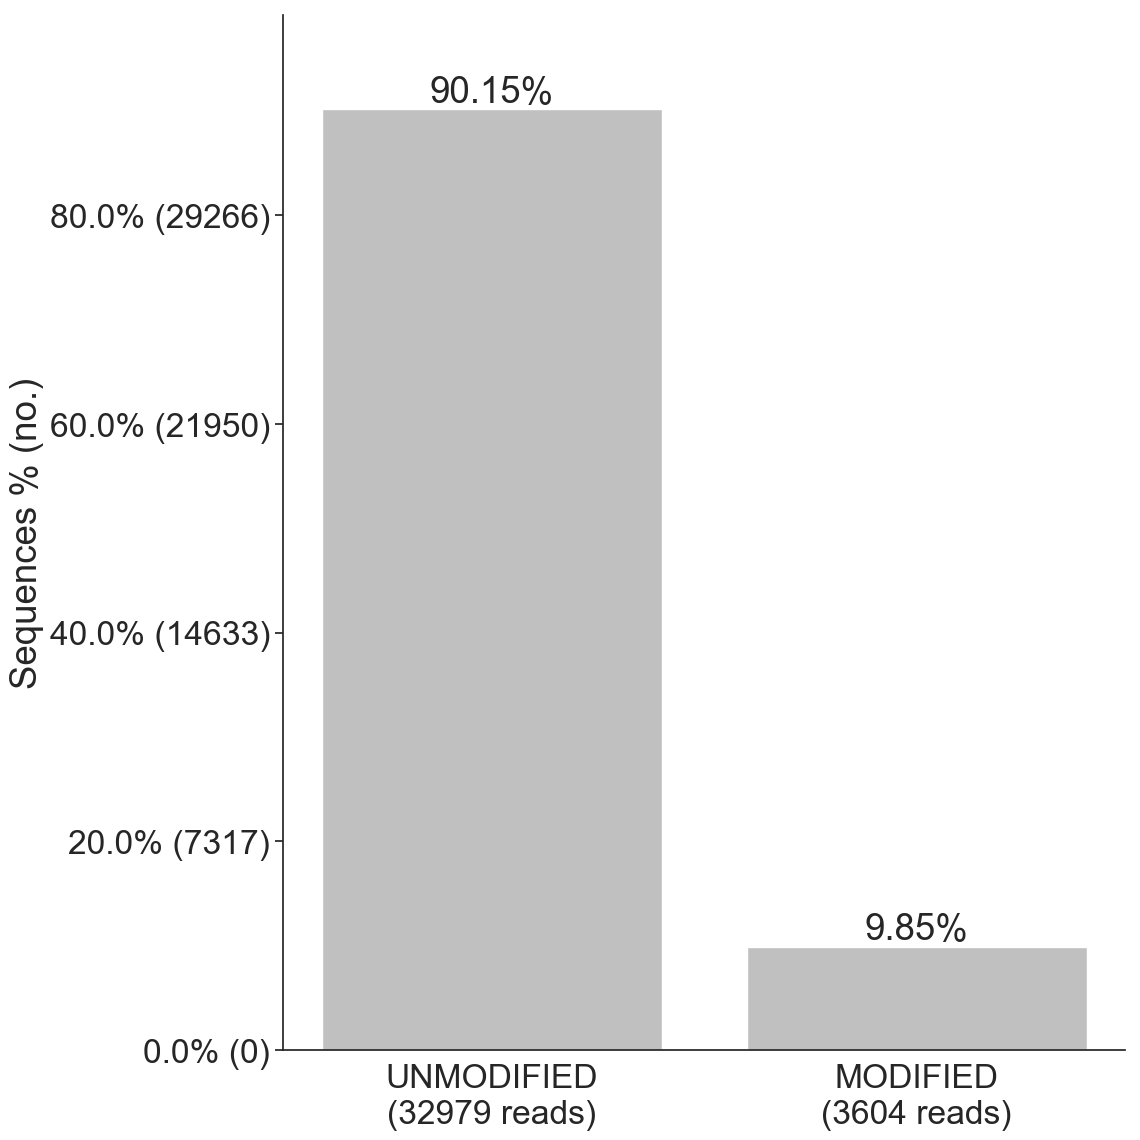 90.15%
80.0% (29266)
60.0% (21950)
Sequences % (no.)
40.0% (14633)
20.0% (7317)
9.85%
0.0% (0)
UNMODIFIED
(32979 reads)
MODIFIED
(3604 reads)